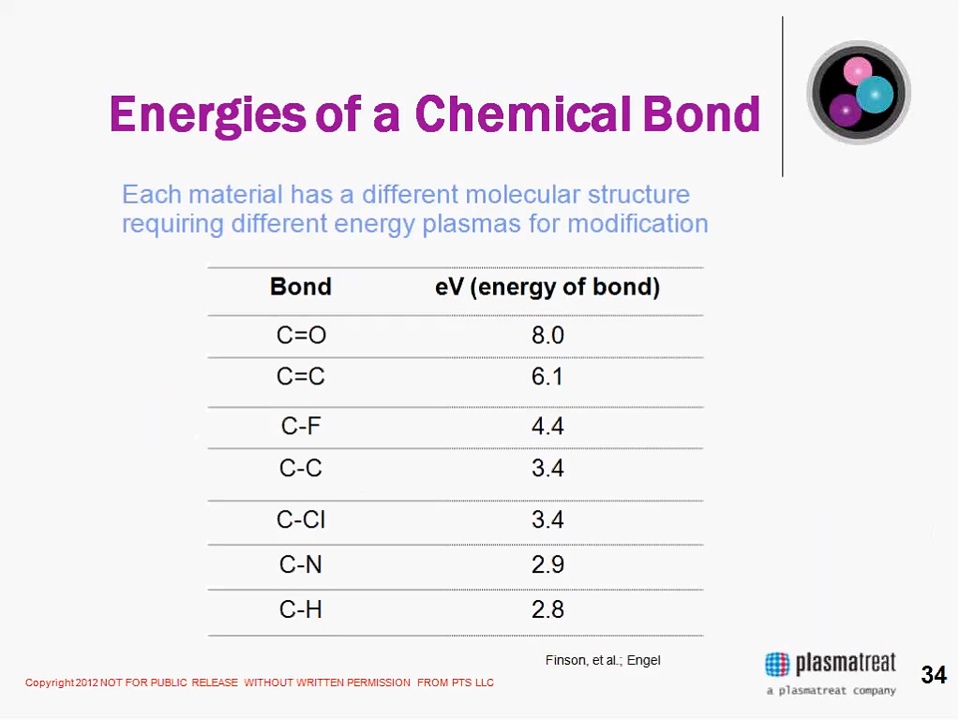 Energies of a Chemical Bond
Each material has a different molecular structure
requiring different energy plasmas for modification
Bond eV (energy of bond)
C=O 8.0
C=C 6.1
C-F 4.4
C-C 3.4
C-Cl 3.4
C-N 2.9
C-H 2.8
Finson, et al.; Engel
plasmatreat
a plasmatreat company
34
Copyright 2012 NOT FOR PUBLIC RELEASE WITHOUT WRITTEN PERMISSION FROM PTS LLC